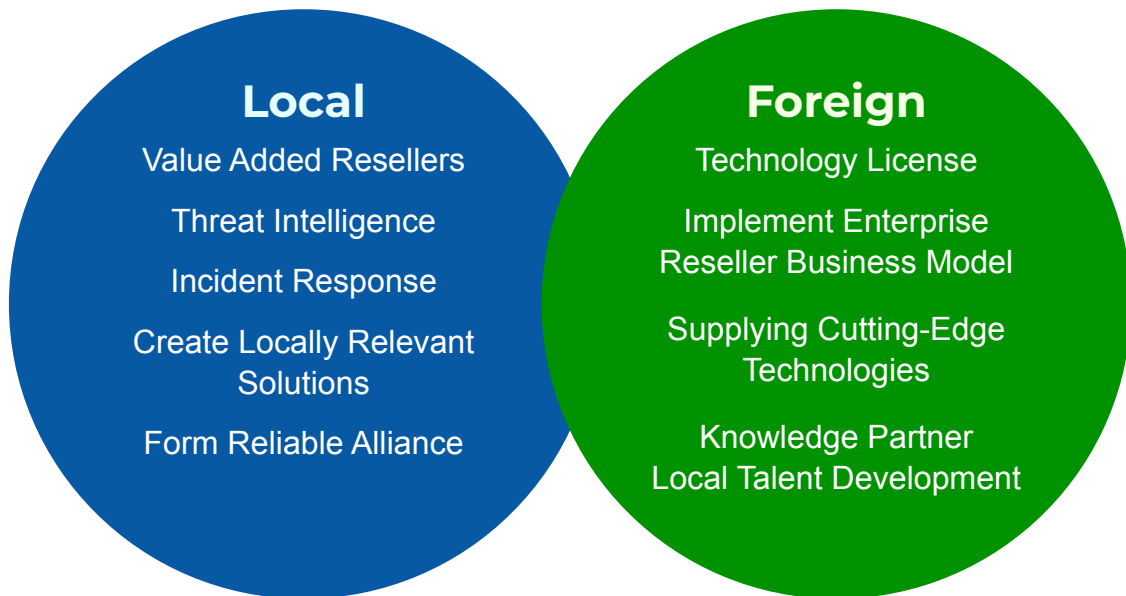 Local
Value Added Resellers
Threat Intelligence
Incident Response
Create Locally Relevant
Solutions
Form Reliable Alliance
Foreign
Technology License
Implement Enterprise
Reseller Business Model
Supplying Cutting-Edge
Technologies
Knowledge Partner
Local Talent Development